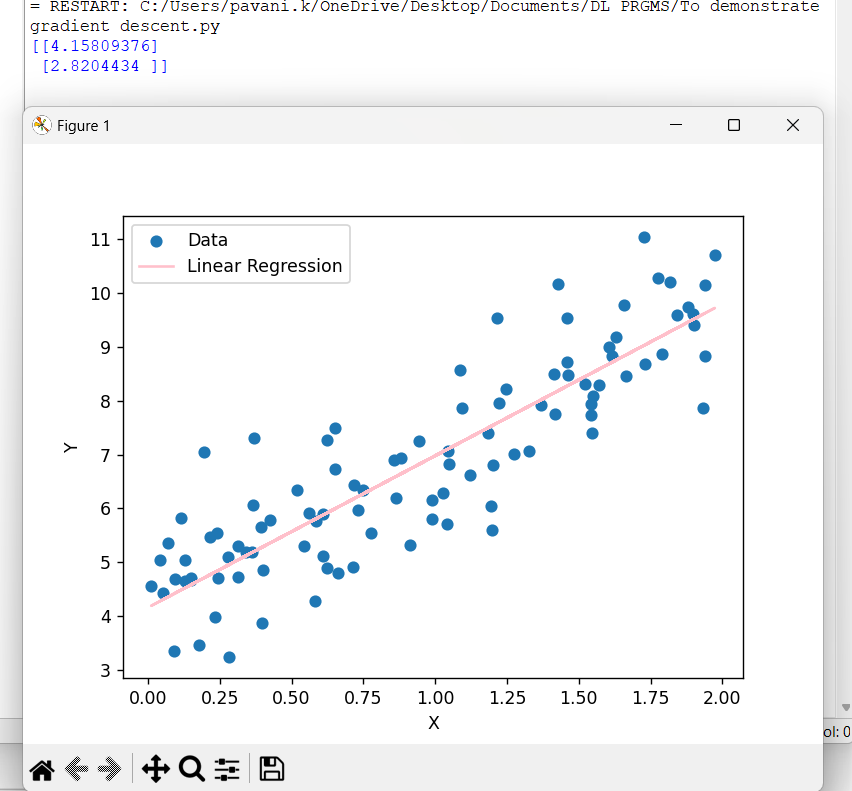 = RESTART: C:/Users/pavani.k/OneDrive/Desktop/Documents/DL PRGMS/To demonstrate
gradient descent.py
[[4.15809376]
 [2.8204434 ]]
Figure 1
Data
Linear Regression
11
10
9
8
7
6
5
4
3
Y
0.00 0.25 0.50 0.75 1.00 1.25 1.50 1.75 2.00
X
ol: 0